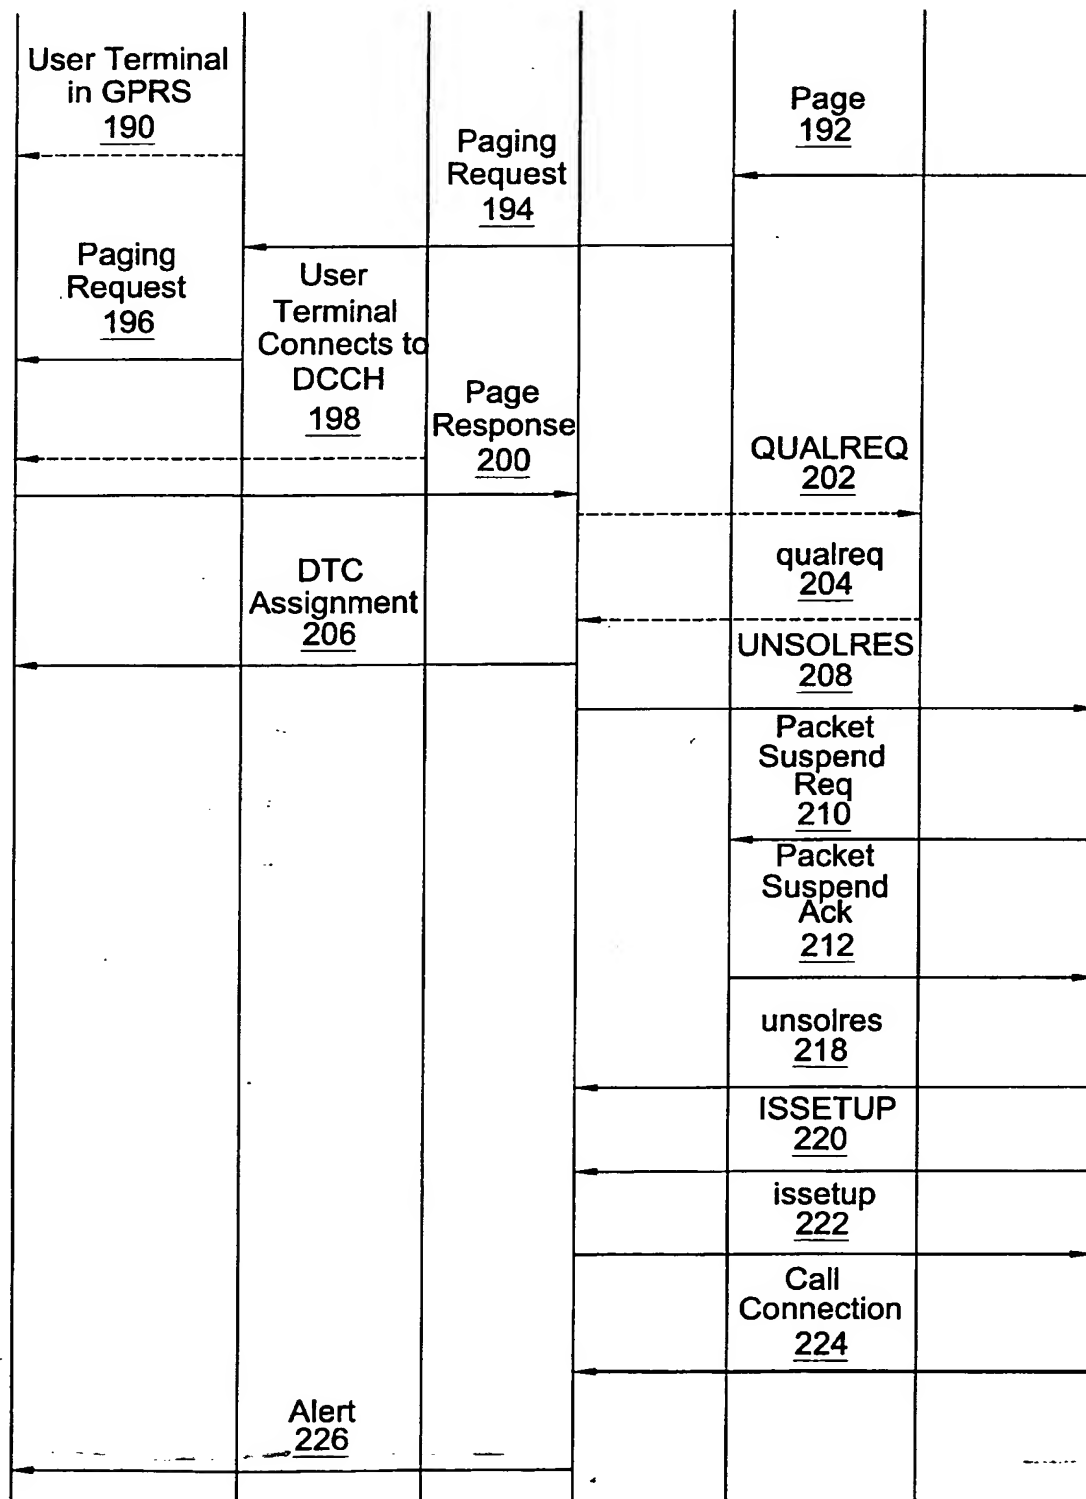 User Terminal
in GPRS
190
Page
192
Paging
Request
194
Paging
Request
196
User
Terminal
Connects to
DCCH
198
Page
Response
200
QUALREQ
202
qualreq
204
DTC
Assignment
206
UNSOLRES
208
Packet
Suspend
Req
210
Packet
Suspend
Ack
212
unsolres
218
ISSETUP
220
issetup
222
Call
Connection
224
Alert
226